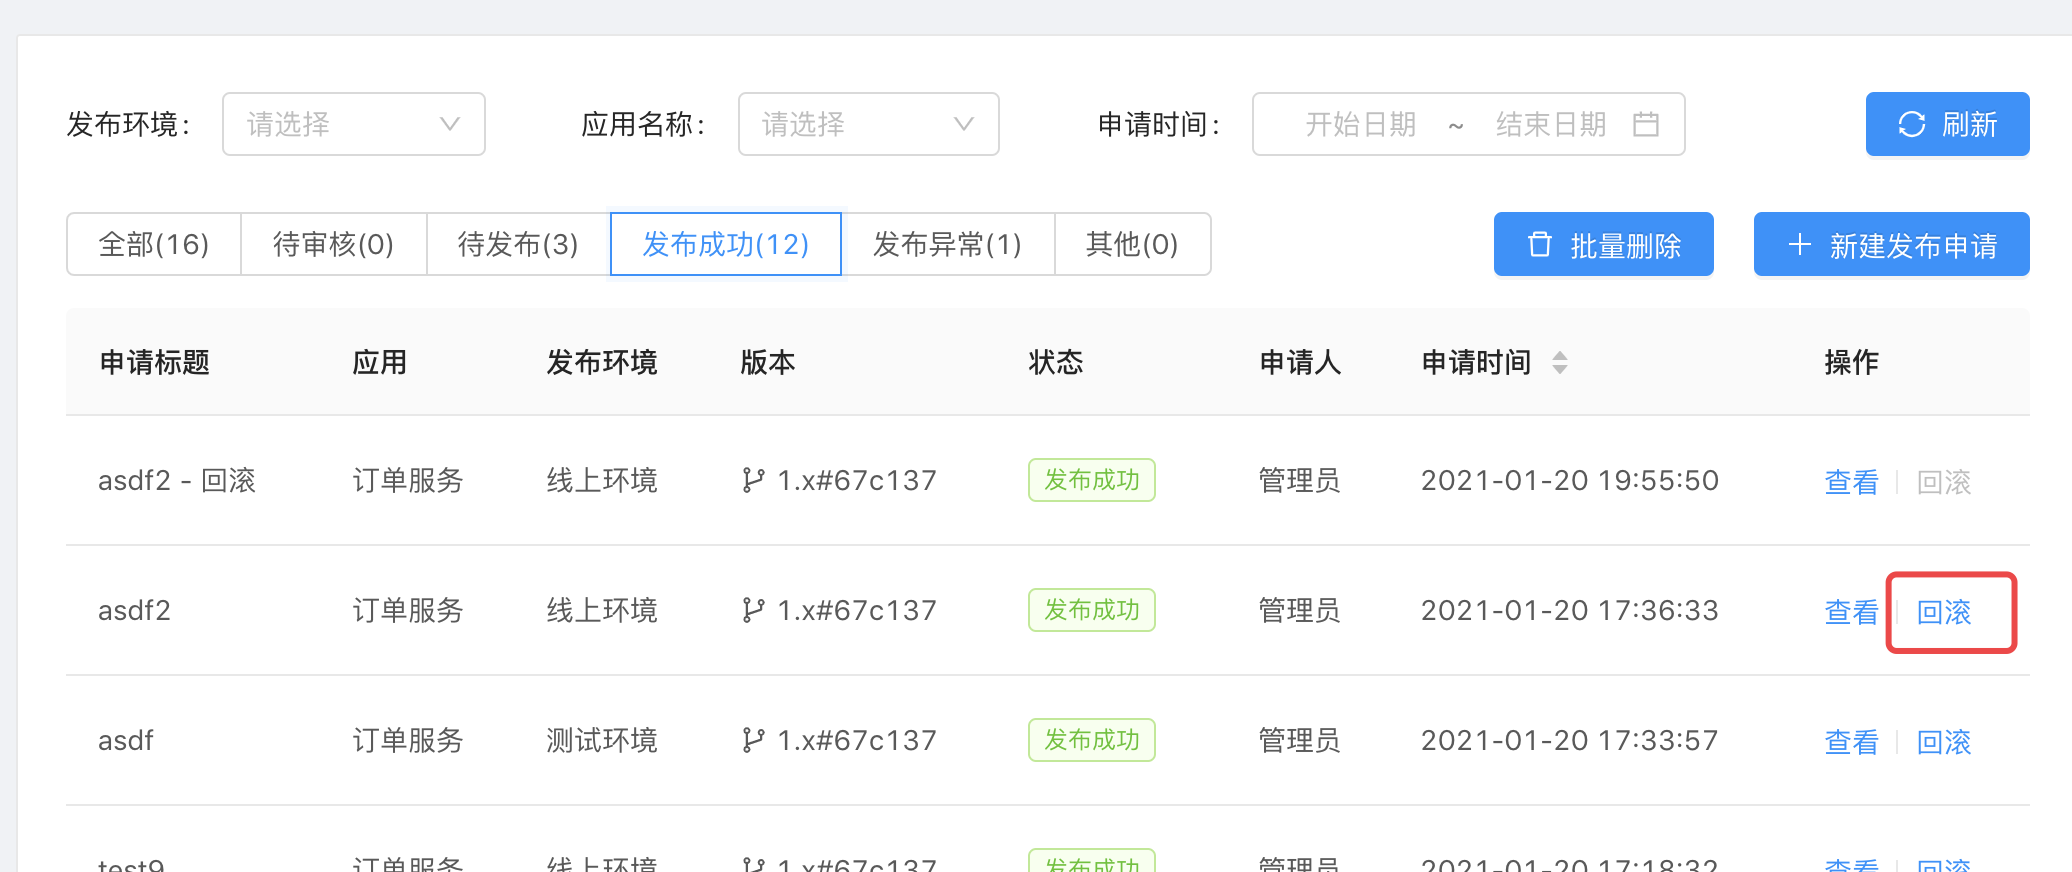 发布环境： 请选择 应用名称： 请选择 申请时间： 开始日期 ~ 结束日期 刷新
全部(16) 待审核(0) 待发布(3) 发布成功(12) 发布异常(1) 其他(0) 批量删除 新建发布申请
申请标题 应用 发布环境 版本 状态 申请人 申请时间 操作
asdf2 - 回滚 订单服务 线上环境 1.x#67c137 发布成功 管理员 2021-01-20 19:55:50 查看 回滚
asdf2 订单服务 线上环境 1.x#67c137 发布成功 管理员 2021-01-20 17:36:33 查看 回滚
asdf 订单服务 测试环境 1.x#67c137 发布成功 管理员 2021-01-20 17:33:57 查看 回滚
test9 订单服务 线上环境 1.x#67c137 发布成功 管理员 2021-01-20 17:18:32 查看 回滚